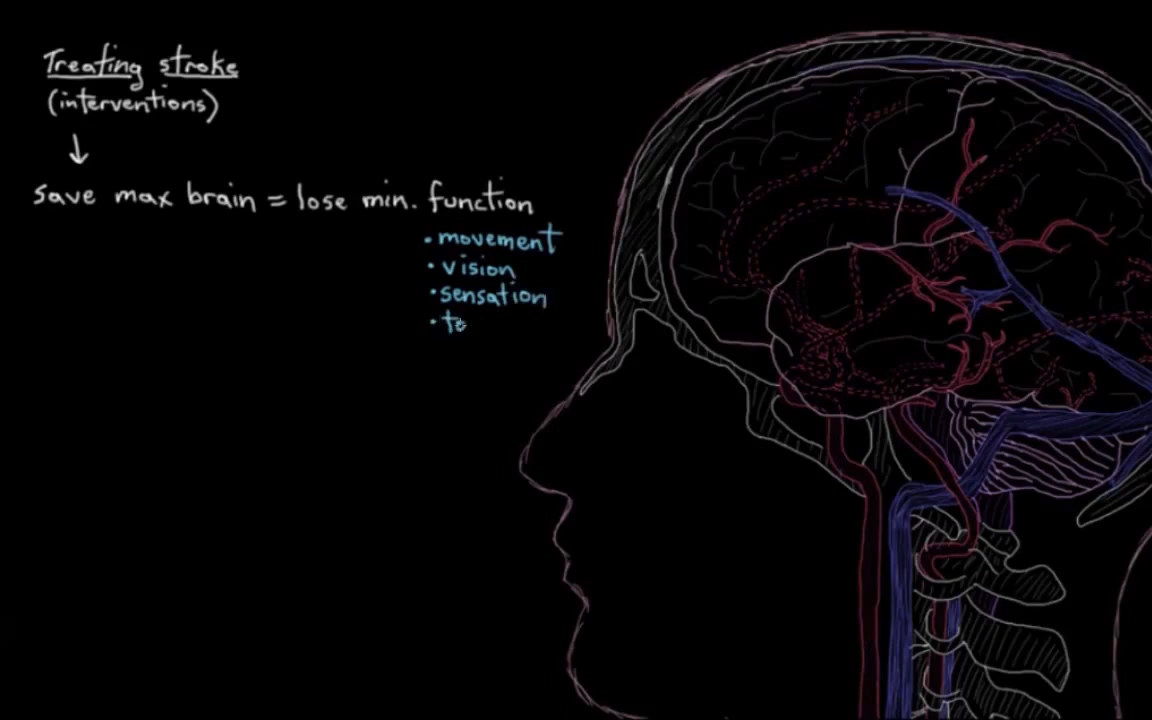 Treating stroke
(interventions)
↓
save max brain = lose min. function
• movement
• vision
• sensation
• t